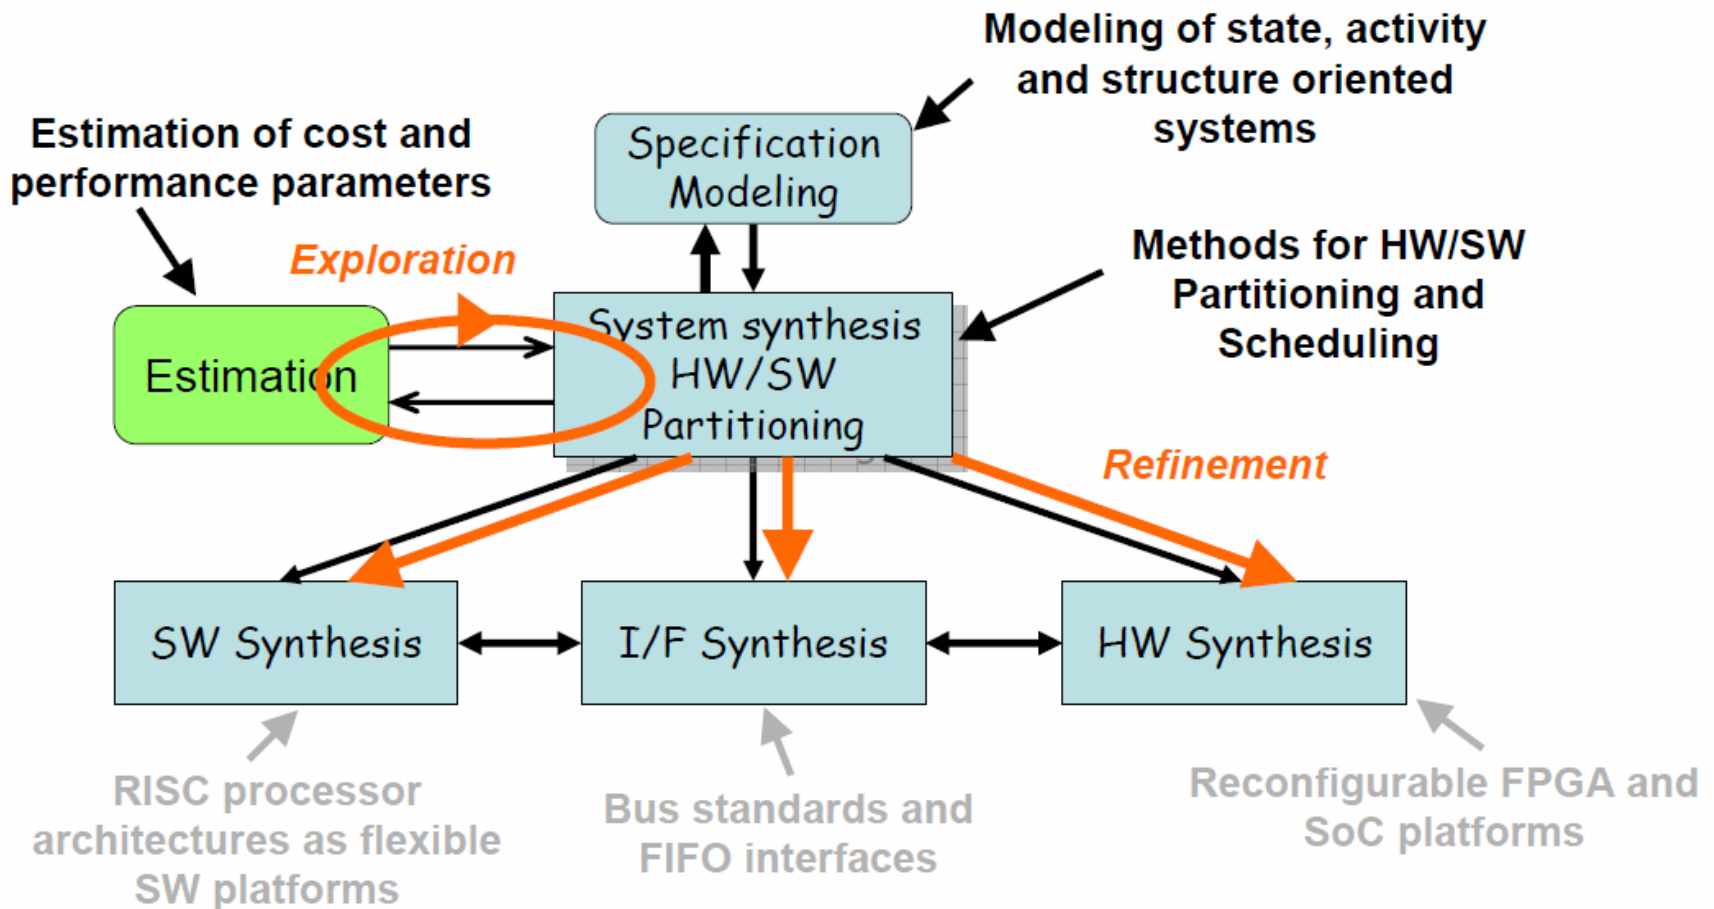 Modeling of state, activity
and structure oriented
systems
Estimation of cost and
performance parameters
Specification
Modeling
Methods for HW/SW
Partitioning and
Scheduling
Exploration
Estimation
System synthesis
HW/SW
Partitioning
Refinement
SW Synthesis
I/F Synthesis
HW Synthesis
RISC processor
architectures as flexible
SW platforms
Bus standards and
FIFO interfaces
Reconfigurable FPGA and
SoC platforms